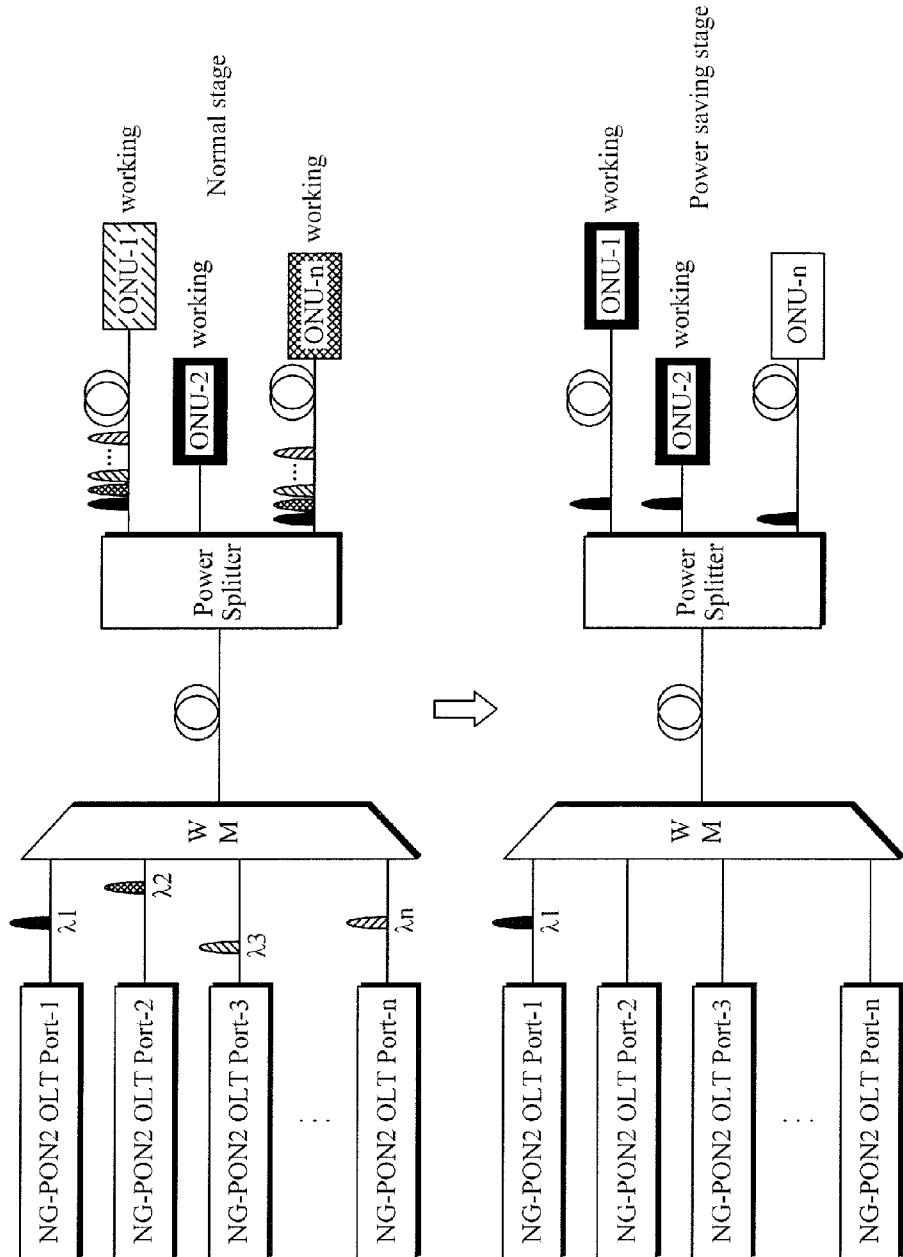 NG-PON2 OLT Port-1
λ1
NG-PON2 OLT Port-2
λ2
NG-PON2 OLT Port-3
λ3
...
NG-PON2 OLT Port-n
λn
W
M
Power
Splitter
...
ONU-1
working
ONU-2
working
...
ONU-n
working
Normal stage
NG-PON2 OLT Port-1
λ1
NG-PON2 OLT Port-2
NG-PON2 OLT Port-3
...
NG-PON2 OLT Port-n
W
M
Power
Splitter
ONU-1
working
ONU-2
working
ONU-n
Power saving stage